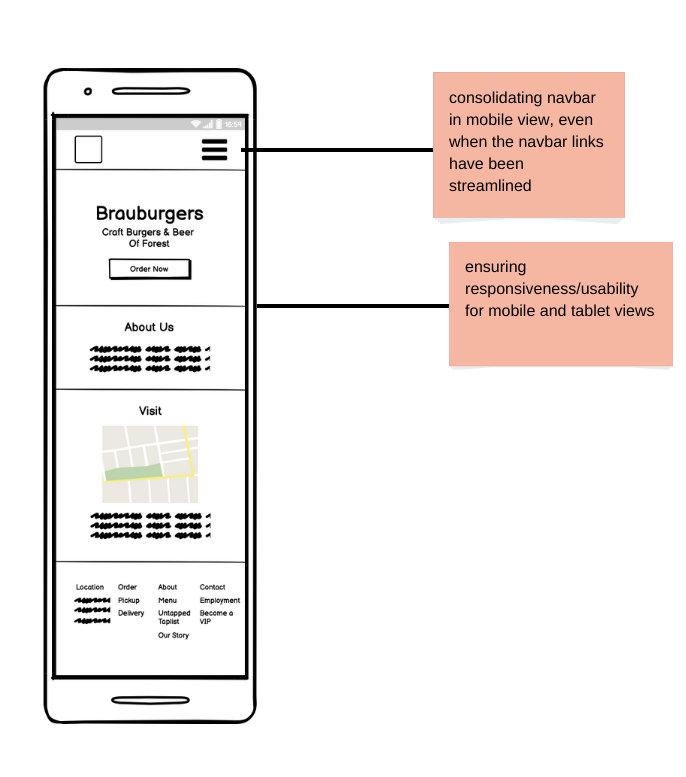 16:59
Brauburgers
Craft Burgers & Beer
Of Forest
Order Now
About Us
Visit
Location
Order
Pickup
Delivery
About
Menu
Untapped
Taplist
Our Story
Contact
Employment
Become a
VIP
consolidating navbar
in mobile view, even
when the navbar links
have been
streamlined
ensuring
responsiveness/usability
for mobile and tablet views